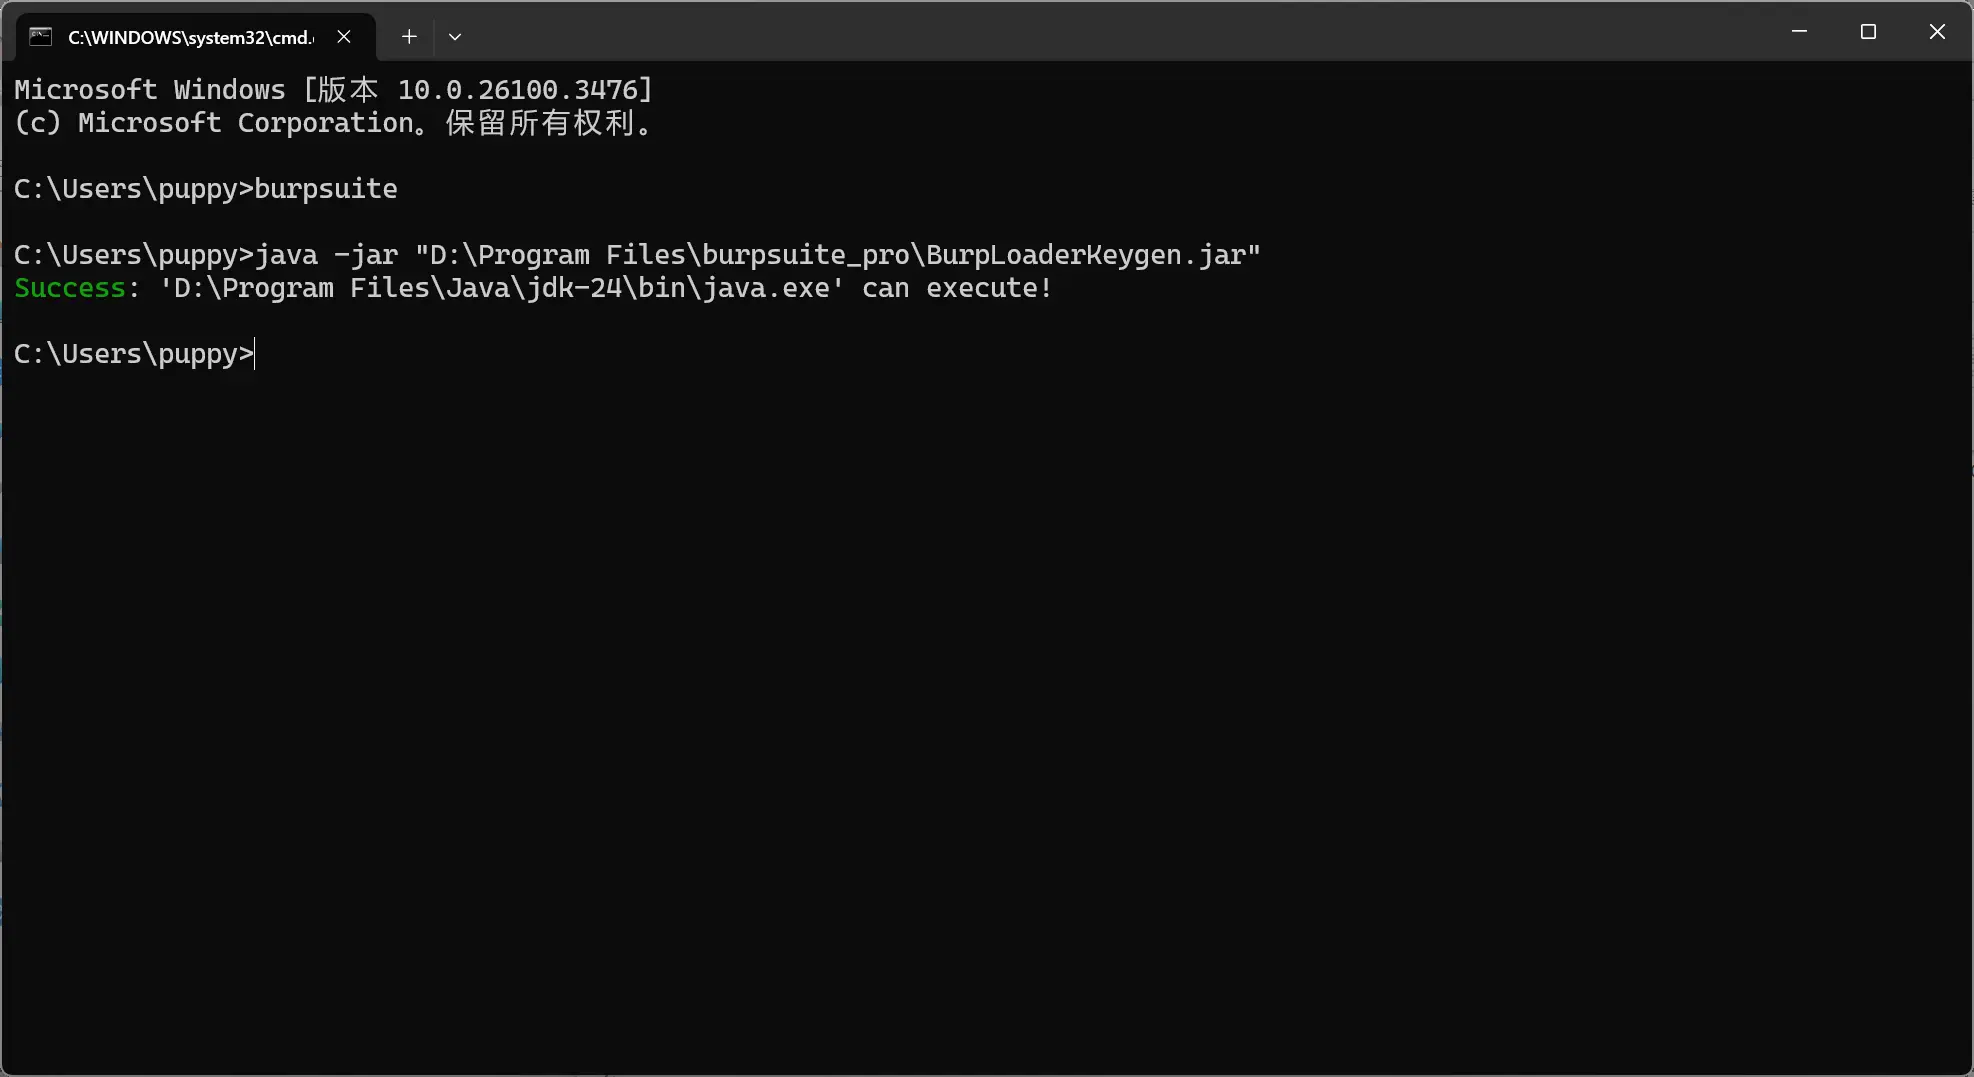 C:\WINDOWS\system32\cmd.
Microsoft Windows [版本 10.0.26100.3476]
(c) Microsoft Corporation。保留所有权利。
C:\Users\puppy>burpsuite
C:\Users\puppy>java -jar "D:\Program Files\burpsuite_pro\BurpLoaderKeygen.jar"
Success: 'D:\Program Files\Java\jdk-24\bin\java.exe' can execute!
C:\Users\puppy>